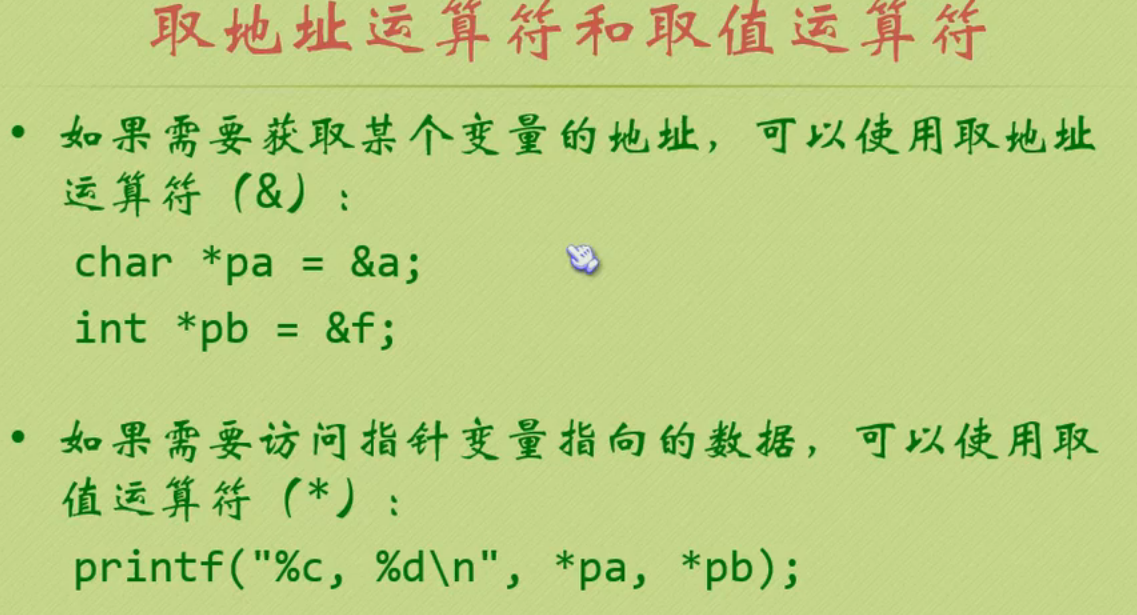 取地址运算符和取值运算符
• 如果需要获取某个变量的地址，可以使用取地址
运算符（&）：
char *pa = &a;
int *pb = &f;
• 如果需要访问指针变量指向的数据，可以使用取
值运算符（*）：
printf("%c, %d\n", *pa, *pb);